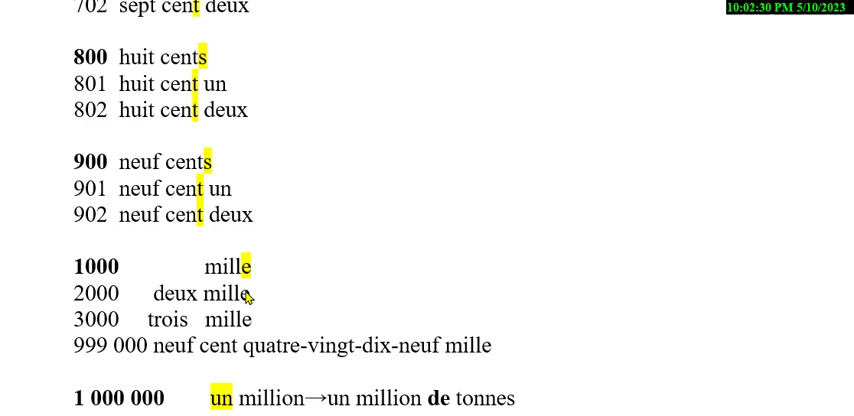 10:02:30 PM 5/10/2023
702 sept cent deux
800 huit cents
801 huit cent un
802 huit cent deux
900 neuf cents
901 neuf cent un
902 neuf cent deux
1000 mille
2000 deux mille
3000 trois mille
999 000 neuf cent quatre-vingt-dix-neuf mille
1 000 000 un million→un million de tonnes